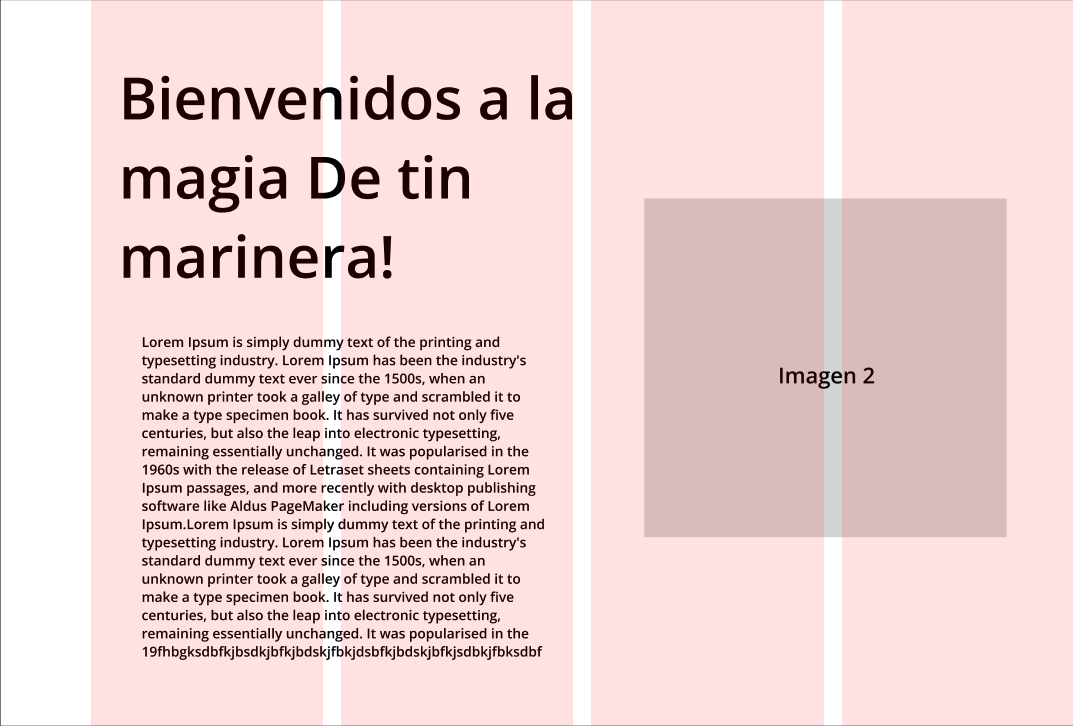 Bienvenidos a la
magia De tin
marinera!
Lorem Ipsum is simply dummy text of the printing and
typesetting industry. Lorem Ipsum has been the industry's
standard dummy text ever since the 1500s, when an
unknown printer took a galley of type and scrambled it to
make a type specimen book. It has survived not only five
centuries, but also the leap into electronic typesetting,
remaining essentially unchanged. It was popularised in the
1960s with the release of Letraset sheets containing Lorem
Ipsum passages, and more recently with desktop publishing
software like Aldus PageMaker including versions of Lorem
Ipsum.Lorem Ipsum is simply dummy text of the printing and
typesetting industry. Lorem Ipsum has been the industry's
standard dummy text ever since the 1500s, when an
unknown printer took a galley of type and scrambled it to
make a type specimen book. It has survived not only five
centuries, but also the leap into electronic typesetting,
remaining essentially unchanged. It was popularised in the
19fhbgksdbfkjbsdkjbfkjbdskjfbkjdsbfkjbdskjbfkjsdbkjfbksdbf
Imagen 2